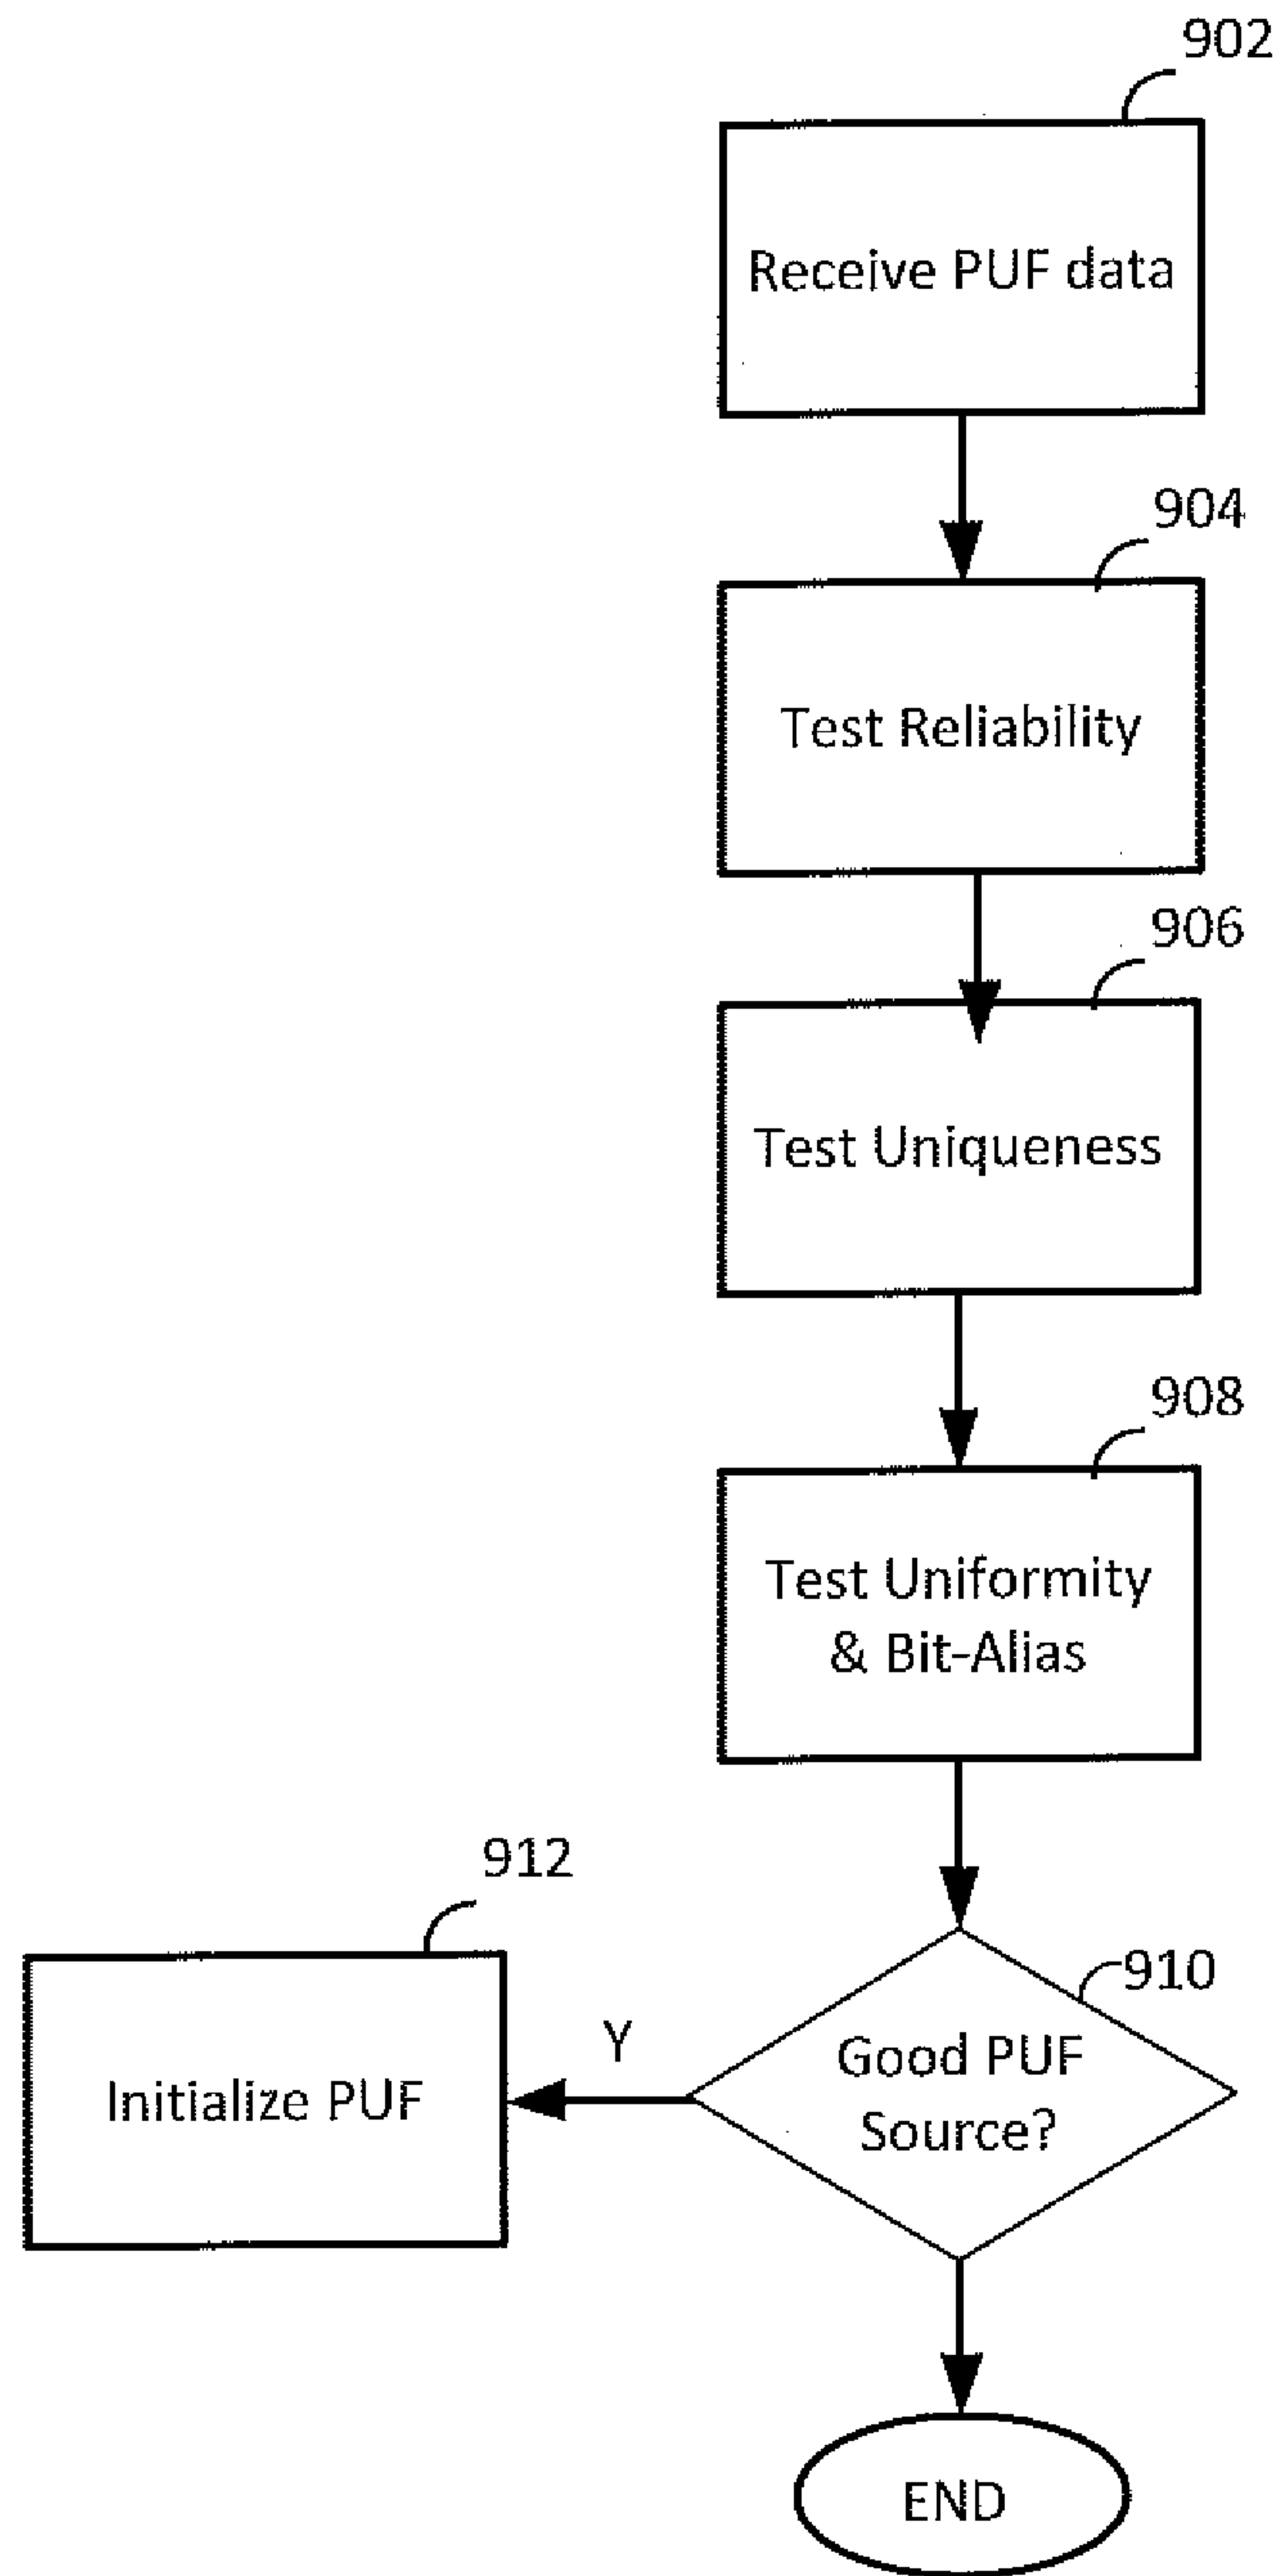 902
Receive PUF data
904
Test Reliability
906
Test Uniqueness
908
Test Uniformity
& Bit-Alias
912
Initialize PUF
Y
910
Good PUF
Source?
END